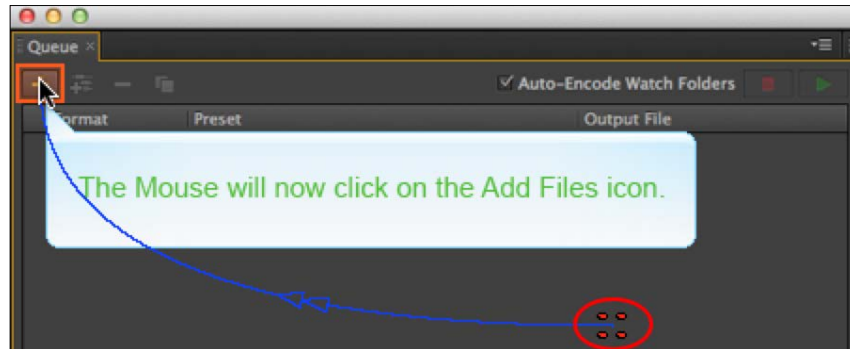 Queue ×
Auto-Encode Watch Folders
Format Preset Output File
The Mouse will now click on the Add Files icon.